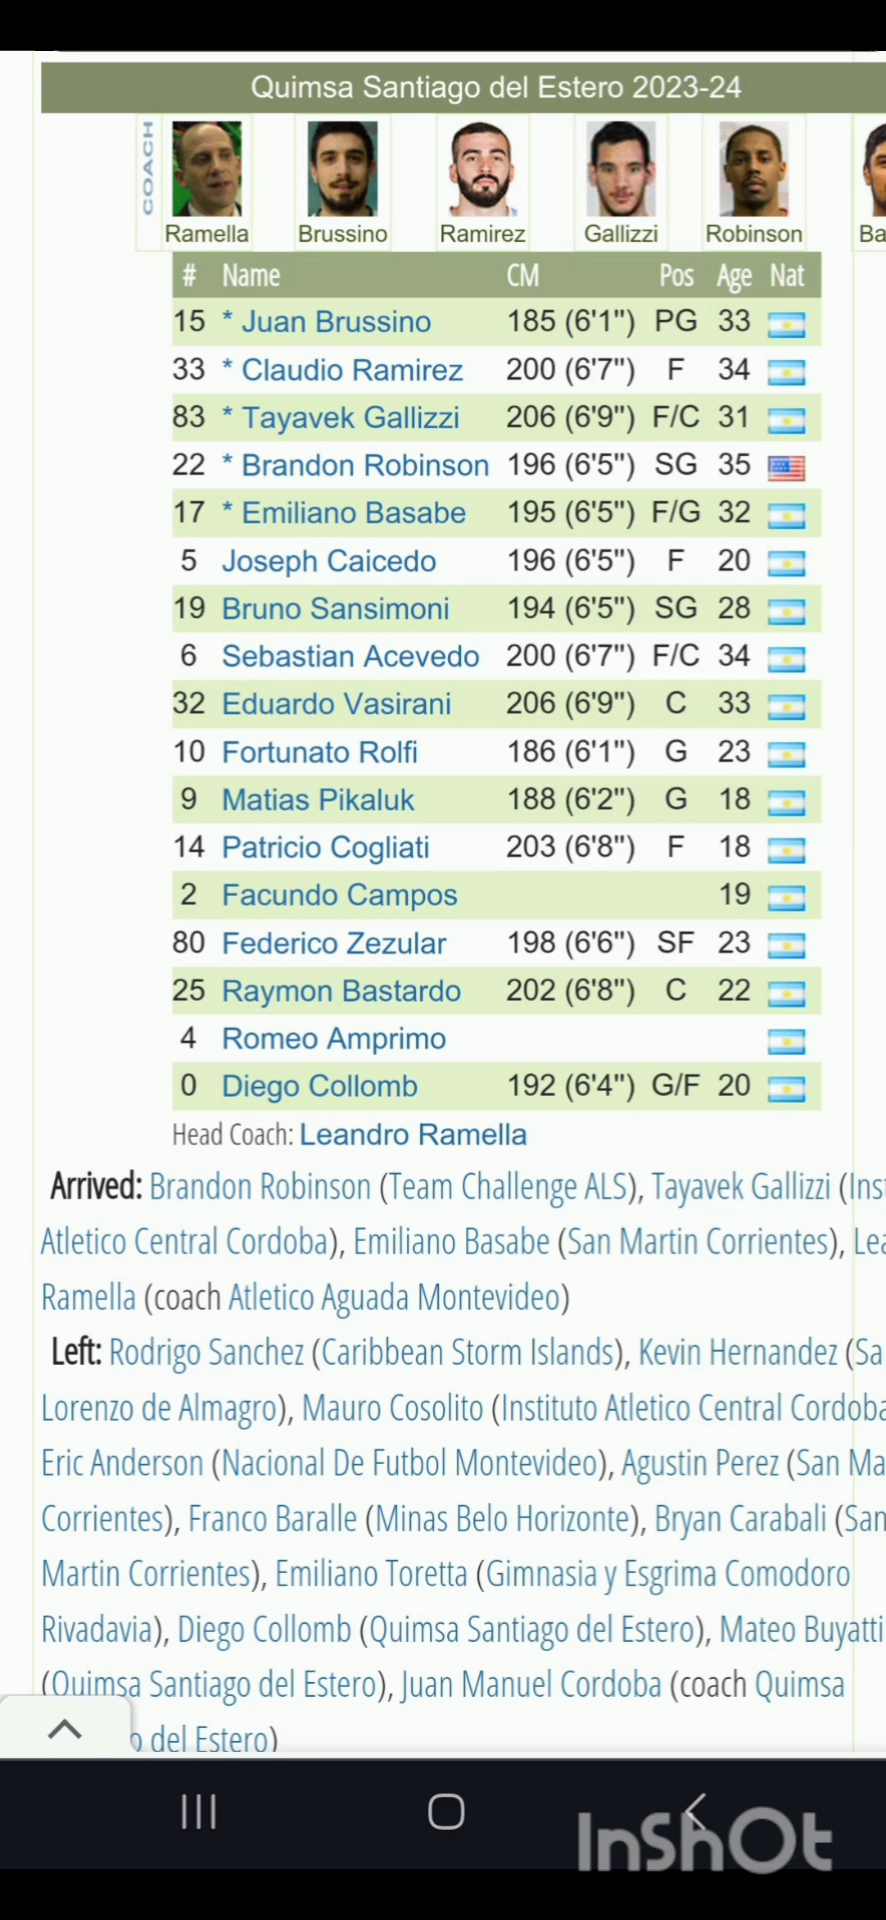 Quimsa Santiago del Estero 2023-24
COACH
Ramella Brussino Ramirez Gallizzi Robinson Ba
# Name CM Pos Age Nat
15 * Juan Brussino 185 (6'1") PG 33
33 * Claudio Ramirez 200 (6'7") F 34
83 * Tayavek Gallizzi 206 (6'9") F/C 31
22 * Brandon Robinson 196 (6'5") SG 35
17 * Emiliano Basabe 195 (6'5") F/G 32
5 Joseph Caicedo 196 (6'5") F 20
19 Bruno Sansimoni 194 (6'5") SG 28
6 Sebastian Acevedo 200 (6'7") F/C 34
32 Eduardo Vasirani 206 (6'9") C 33
10 Fortunato Rolfi 186 (6'1") G 23
9 Matias Pikaluk 188 (6'2") G 18
14 Patricio Cogliati 203 (6'8") F 18
2 Facundo Campos 19
80 Federico Zezular 198 (6'6") SF 23
25 Raymon Bastardo 202 (6'8") C 22
4 Romeo Amprimo
0 Diego Collomb 192 (6'4") G/F 20
Head Coach: Leandro Ramella
Arrived: Brandon Robinson (Team Challenge ALS), Tayavek Gallizzi (Inst
Atletico Central Cordoba), Emiliano Basabe (San Martin Corrientes), Lea
Ramella (coach Atletico Aguada Montevideo)
Left: Rodrigo Sanchez (Caribbean Storm Islands), Kevin Hernandez (Sa
Lorenzo de Almagro), Mauro Cosolito (Instituto Atletico Central Cordoba
Eric Anderson (Nacional De Futbol Montevideo), Agustin Perez (San Ma
Corrientes), Franco Baralle (Minas Belo Horizonte), Bryan Carabali (San
Martin Corrientes), Emiliano Toretta (Gimnasia y Esgrima Comodoro
Rivadavia), Diego Collomb (Quimsa Santiago del Estero), Mateo Buyatti
(Quimsa Santiago del Estero), Juan Manuel Cordoba (coach Quimsa
o del Estero)
InShOt